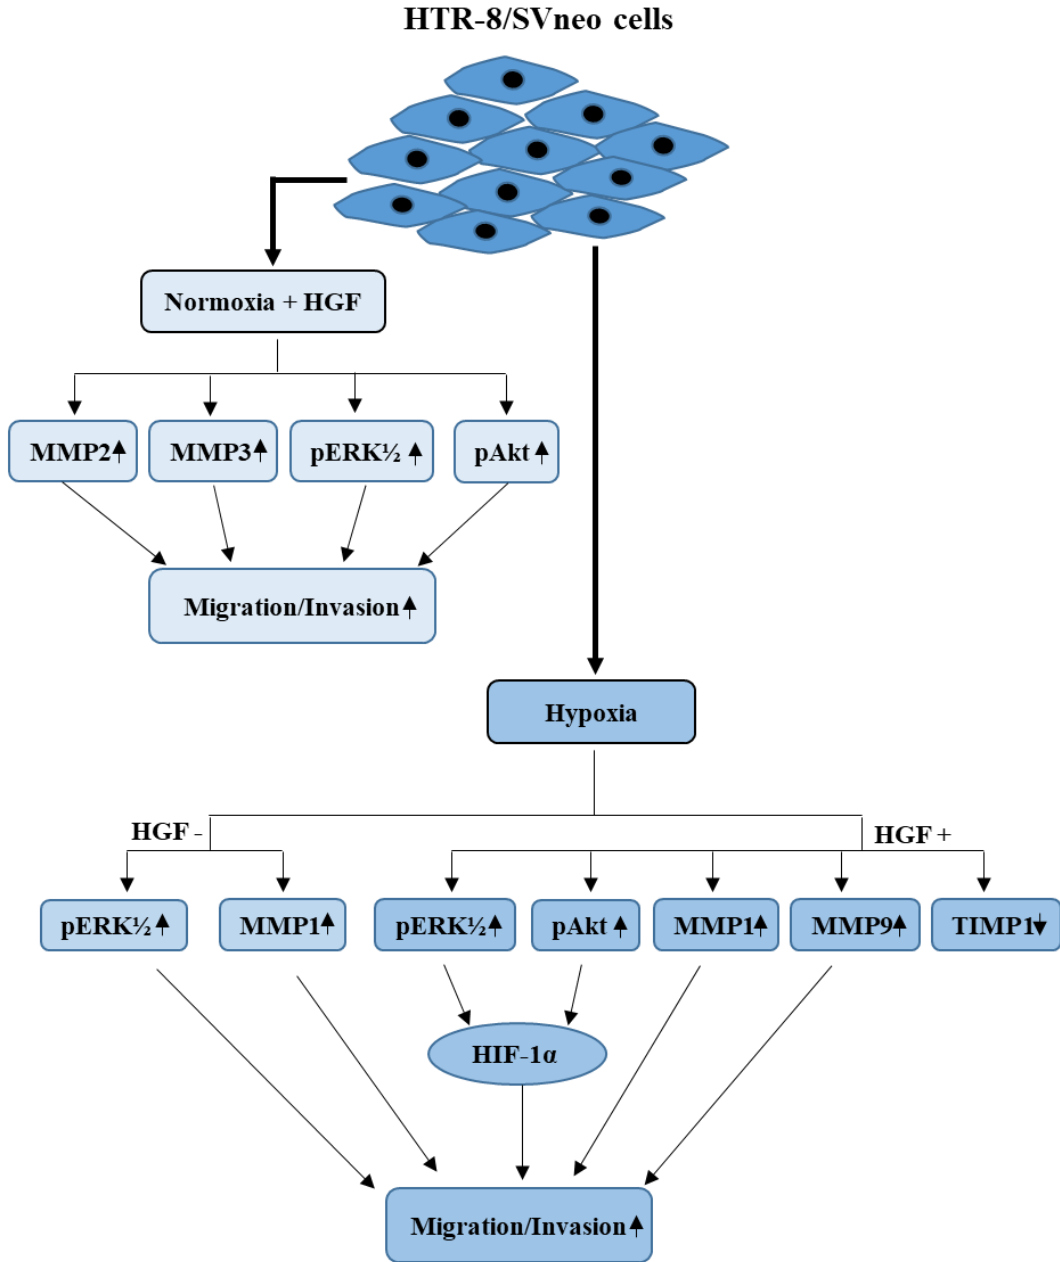 HTR-8/SVneo cells
Normoxia + HGF
MMP2↑
MMP3↑
pERK½ ↑
pAkt ↑
Migration/Invasion↑
Hypoxia
HGF -
HGF +
pERK½↑
MMP1↑
pERK½↑
pAkt ↑
MMP1↑
MMP9↑
TIMP1↓
HIF-1α
Migration/Invasion↑